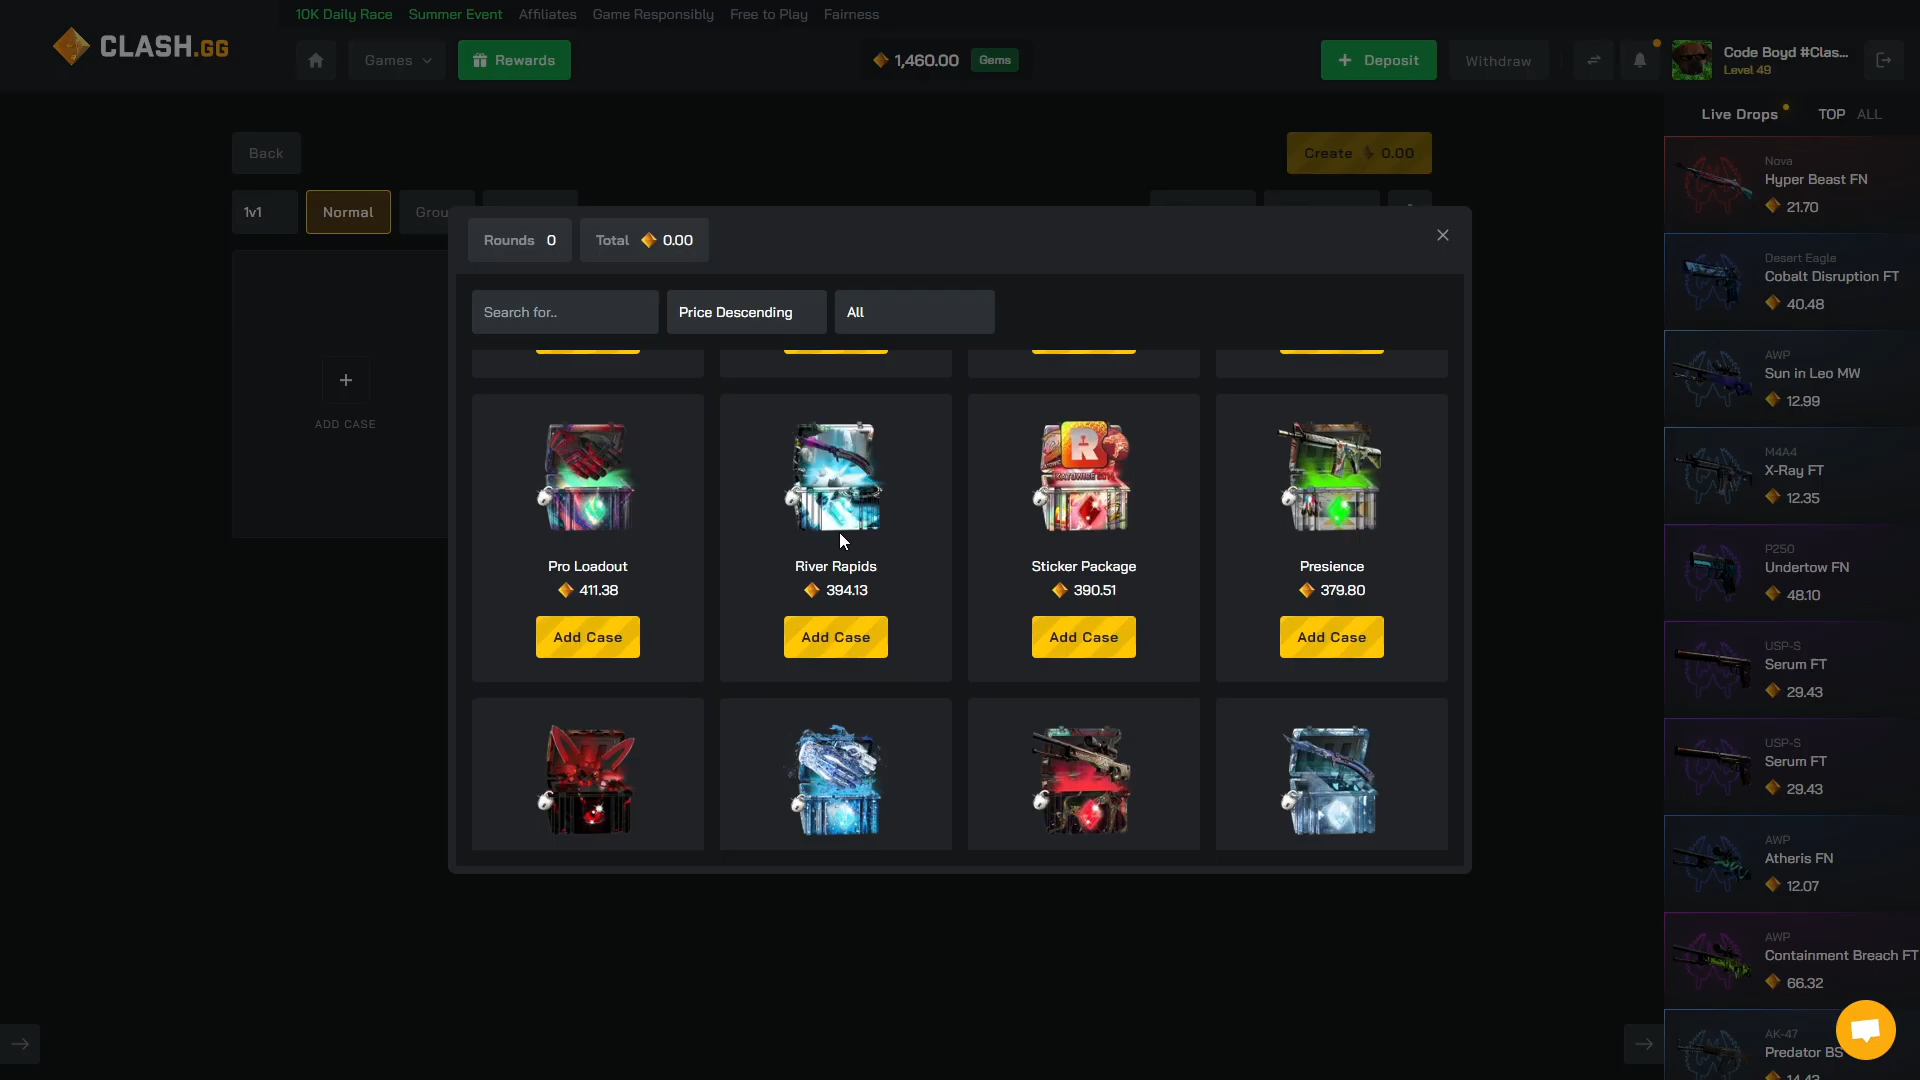 10K Daily Race Summer Event Affiliates Game Responsibly Free to Play Fairness
CLASH.GG
Games Rewards
1,460.00 Gems
Deposit Withdraw
Code Boyd #Clas...
Level 49
Live Drops TOP ALL
Back
Create 0.00
1v1 Normal Grou
Rounds 0 Total 0.00
Search for.. Price Descending All
ADD CASE
Pro Loadout
411.38
Add Case
River Rapids
394.13
Add Case
R
Sticker Package
390.51
Add Case
Presience
379.80
Add Case
Nova
Hyper Beast FN
21.70
Desert Eagle
Cobalt Disruption FT
40.48
AWP
Sun in Leo MW
12.99
M4A4
X-Ray FT
12.35
P250
Undertow FN
48.10
USP-S
Serum FT
29.43
USP-S
Serum FT
29.43
AWP
Atheris FN
12.07
AWP
Containment Breach FT
66.32
AK-47
Predator BS